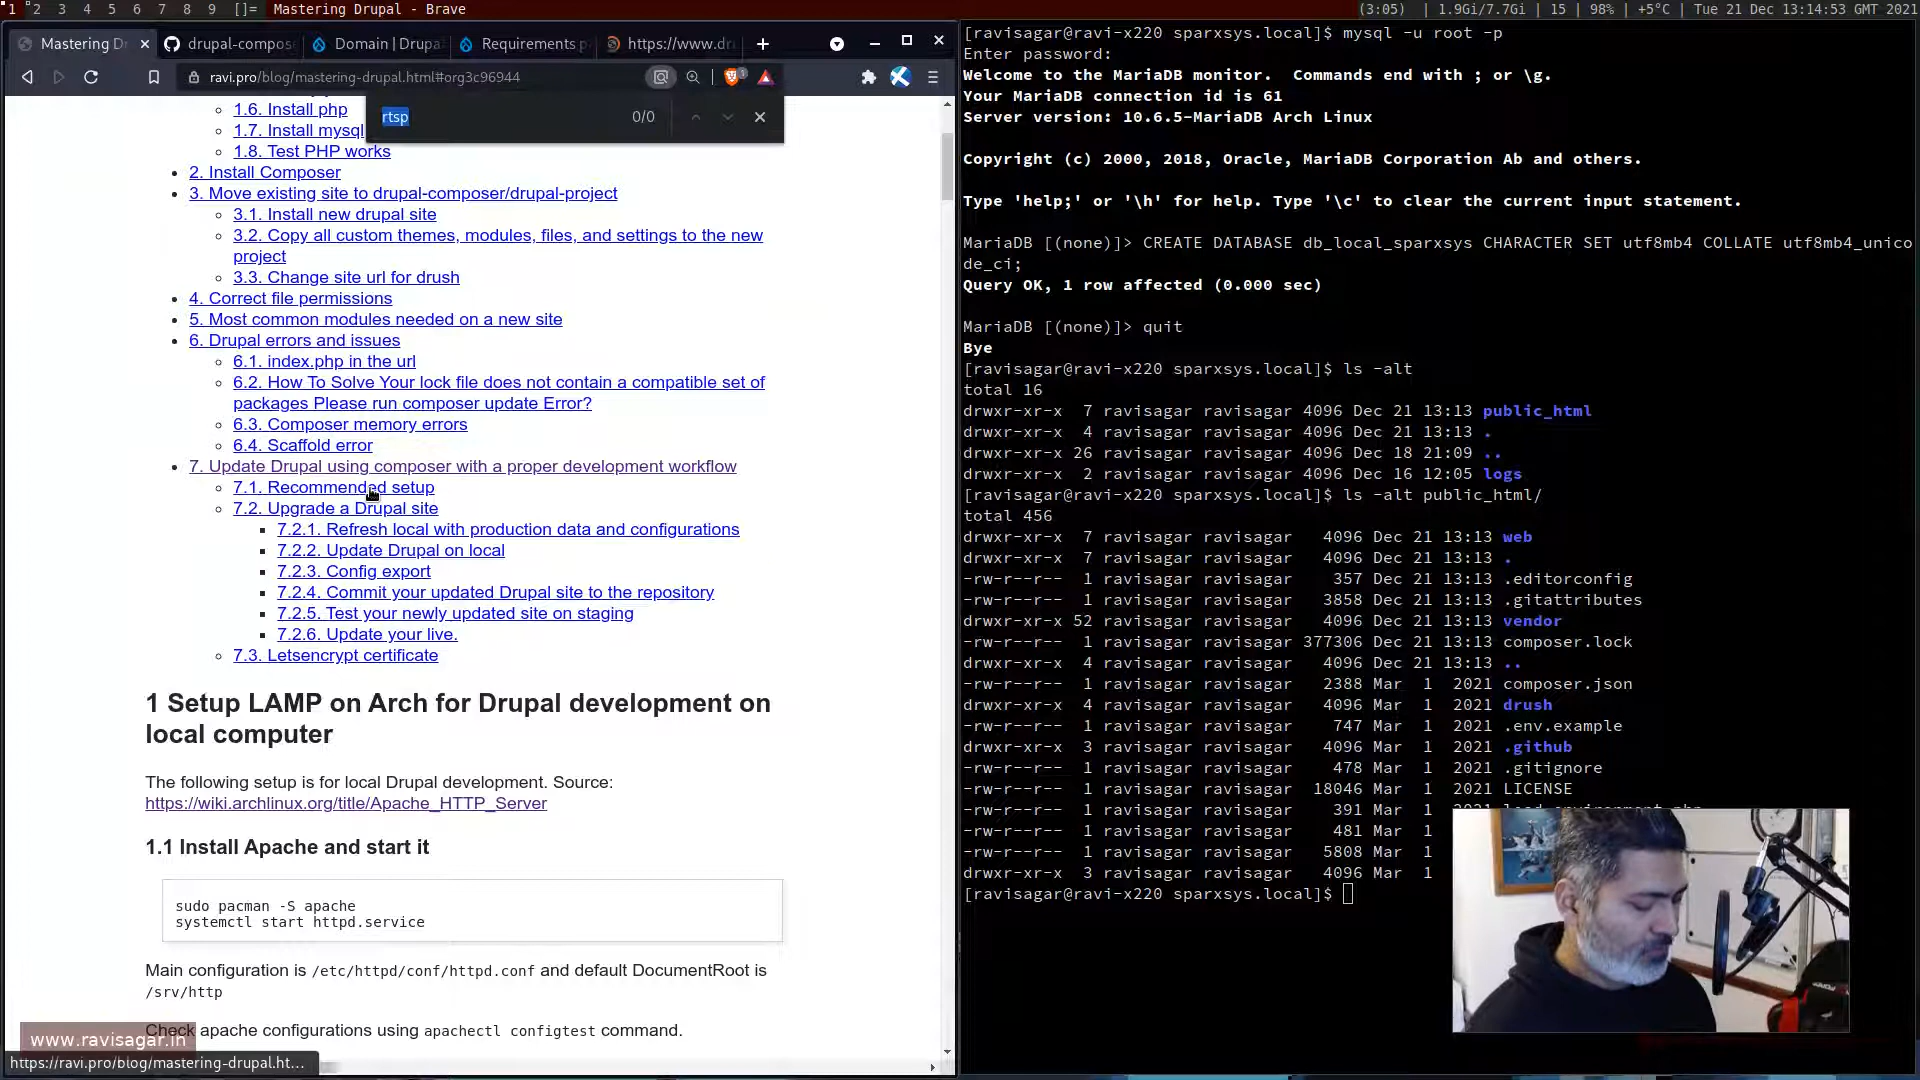 1 2 3 4 5 6 7 8 9 []= Mastering Drupal - Brave
(3:05) | 1.9Gi/7.7Gi | 15 | 98% | +5°C | Tue 21 Dec 13:14:53 GMT 2021
Mastering Dr
drupal-compos
Domain | Drupa
Requirements p
https://www.dru
ravi.pro/blog/mastering-drupal.html#org3c96944
rtsp 0/0
1.6. Install php
1.7. Install mysql
1.8. Test PHP works
2. Install Composer
3. Move existing site to drupal-composer/drupal-project
3.1. Install new drupal site
3.2. Copy all custom themes, modules, files, and settings to the new
project
3.3. Change site url for drush
4. Correct file permissions
5. Most common modules needed on a new site
6. Drupal errors and issues
6.1. index.php in the url
6.2. How To Solve Your lock file does not contain a compatible set of
packages Please run composer update Error?
6.3. Composer memory errors
6.4. Scaffold error
7. Update Drupal using composer with a proper development workflow
7.1. Recommended setup
7.2. Upgrade a Drupal site
7.2.1. Refresh local with production data and configurations
7.2.2. Update Drupal on local
7.2.3. Config export
7.2.4. Commit your updated Drupal site to the repository
7.2.5. Test your newly updated site on staging
7.2.6. Update your live.
7.3. Letsencrypt certificate
1 Setup LAMP on Arch for Drupal development on
local computer
The following setup is for local Drupal development. Source:
https://wiki.archlinux.org/title/Apache_HTTP_Server
1.1 Install Apache and start it
sudo pacman -S apache
systemctl start httpd.service
Main configuration is /etc/httpd/conf/httpd.conf and default DocumentRoot is
/srv/http
Check apache configurations using apachectl configtest command.
www.ravisagar.in
https://ravi.pro/blog/mastering-drupal.ht...
[ravisagar@ravi-x220 sparxsys.local]$ mysql -u root -p
Enter password:
Welcome to the MariaDB monitor.  Commands end with ; or \g.
Your MariaDB connection id is 61
Server version: 10.6.5-MariaDB Arch Linux
Copyright (c) 2000, 2018, Oracle, MariaDB Corporation Ab and others.
Type 'help;' or '\h' for help. Type '\c' to clear the current input statement.
MariaDB [(none)]> CREATE DATABASE db_local_sparxsys CHARACTER SET utf8mb4 COLLATE utf8mb4_unico
de_ci;
Query OK, 1 row affected (0.000 sec)
MariaDB [(none)]> quit
Bye
[ravisagar@ravi-x220 sparxsys.local]$ ls -alt
total 16
drwxr-xr-x  7 ravisagar ravisagar 4096 Dec 21 13:13 public_html
drwxr-xr-x  4 ravisagar ravisagar 4096 Dec 21 13:13 .
drwxr-xr-x 26 ravisagar ravisagar 4096 Dec 18 21:09 ..
drwxr-xr-x  2 ravisagar ravisagar 4096 Dec 16 12:05 logs
[ravisagar@ravi-x220 sparxsys.local]$ ls -alt public_html/
total 456
drwxr-xr-x  7 ravisagar ravisagar   4096 Dec 21 13:13 web
drwxr-xr-x  7 ravisagar ravisagar   4096 Dec 21 13:13 .
-rw-r--r--  1 ravisagar ravisagar    357 Dec 21 13:13 .editorconfig
-rw-r--r--  1 ravisagar ravisagar   3858 Dec 21 13:13 .gitattributes
drwxr-xr-x 52 ravisagar ravisagar   4096 Dec 21 13:13 vendor
-rw-r--r--  1 ravisagar ravisagar 377306 Dec 21 13:13 composer.lock
drwxr-xr-x  4 ravisagar ravisagar   4096 Dec 21 13:13 ..
-rw-r--r--  1 ravisagar ravisagar   2388 Mar  1  2021 composer.json
drwxr-xr-x  4 ravisagar ravisagar   4096 Mar  1  2021 drush
-rw-r--r--  1 ravisagar ravisagar    747 Mar  1  2021 .env.example
drwxr-xr-x  3 ravisagar ravisagar   4096 Mar  1  2021 .github
-rw-r--r--  1 ravisagar ravisagar    478 Mar  1  2021 .gitignore
-rw-r--r--  1 ravisagar ravisagar  18046 Mar  1  2021 LICENSE
-rw-r--r--  1 ravisagar ravisagar    391 Mar  1
-rw-r--r--  1 ravisagar ravisagar    481 Mar  1
-rw-r--r--  1 ravisagar ravisagar   5808 Mar  1
drwxr-xr-x  3 ravisagar ravisagar   4096 Mar  1
[ravisagar@ravi-x220 sparxsys.local]$